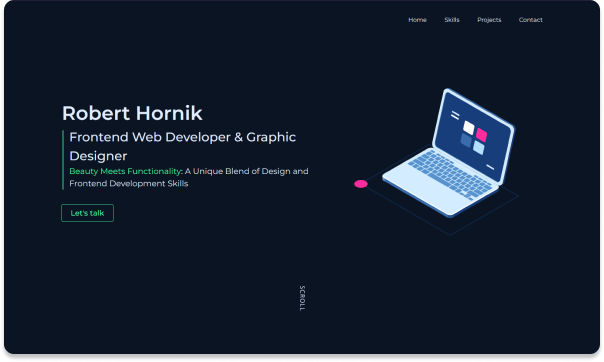 Home Skills Projects Contact
Robert Hornik
Frontend Web Developer & Graphic
Designer
Beauty Meets Functionality: A Unique Blend of Design and
Frontend Development Skills
Let's talk
SCROLL